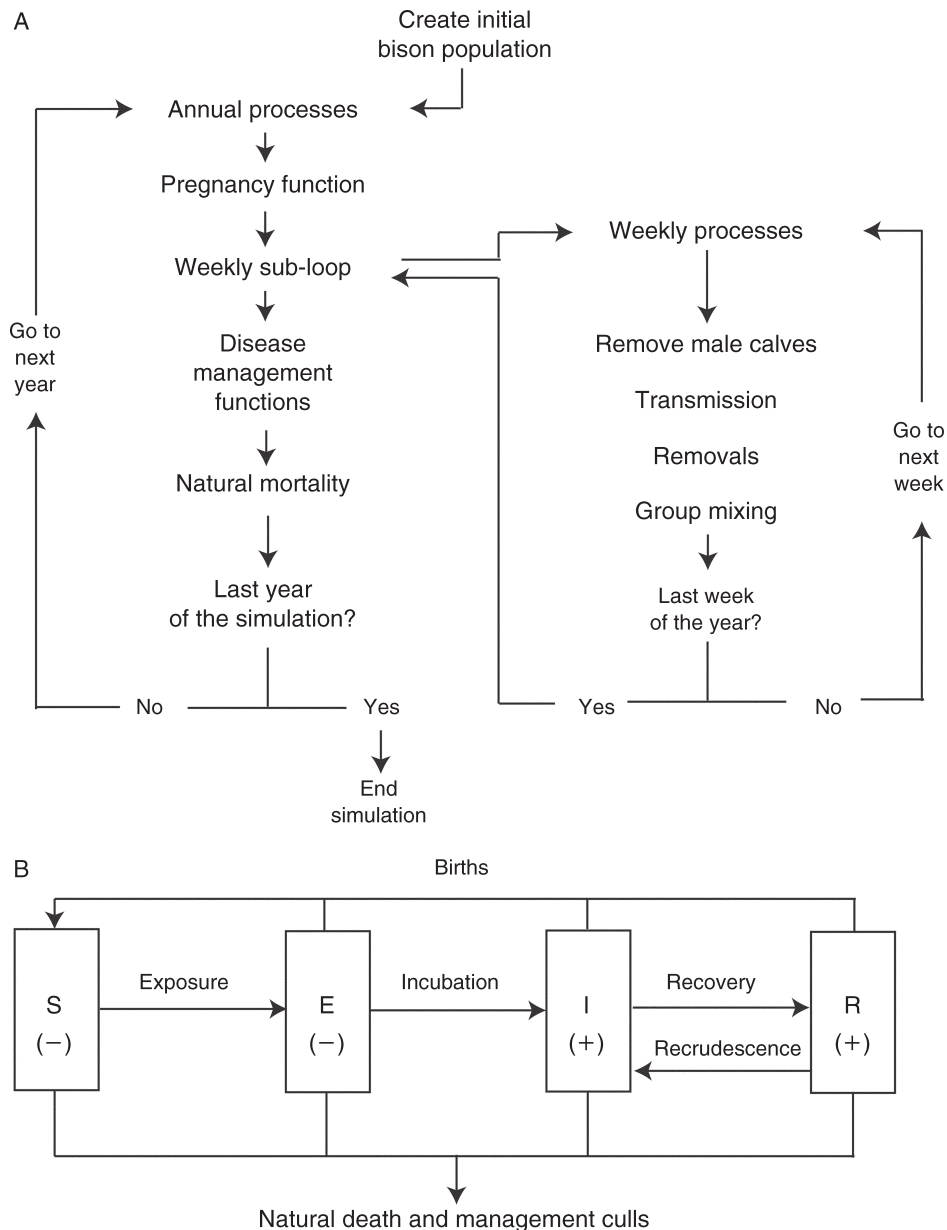 A
Create initial
bison population
Annual processes
Pregnancy function
Weekly sub-loop
Disease
management
functions
Natural mortality
Last year
of the simulation?
Go to
next
year
No
Yes
End
simulation
Weekly processes
Remove male calves
Transmission
Removals
Group mixing
Last week
of the year?
Go to
next
week
Yes
No
B
Births
S
(−)
Exposure
E
(−)
Incubation
I
(+)
Recovery
Recrudescence
R
(+)
Natural death and management culls